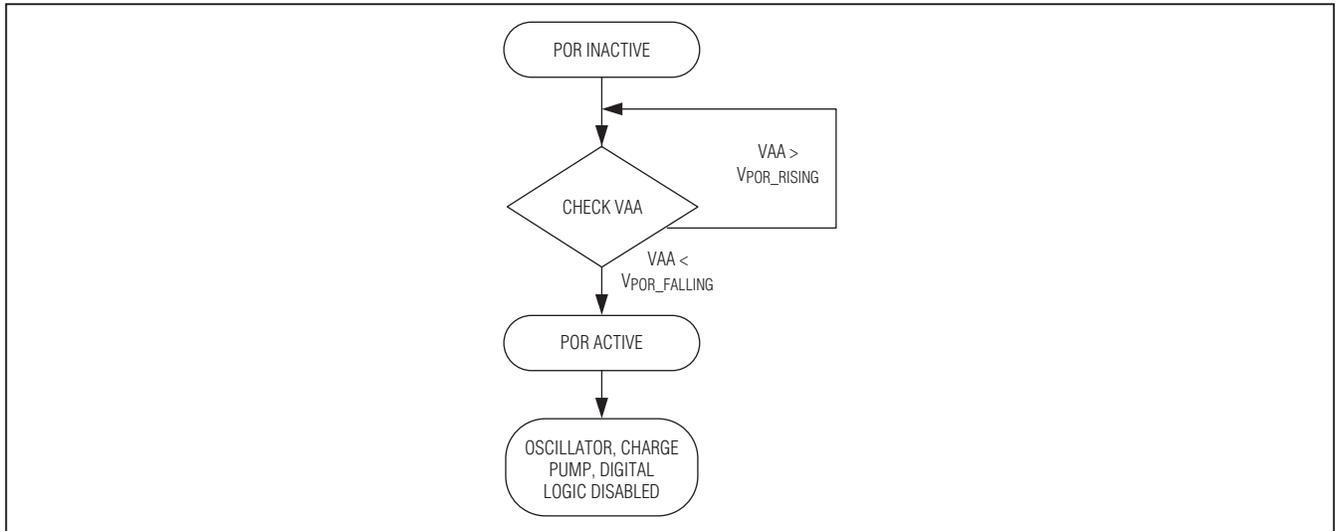 POR INACTIVE
VAA >
VPOR_RISING
CHECK VAA
VAA <
VPOR_FALLING
POR ACTIVE
OSCILLATOR, CHARGE
PUMP, DIGITAL
LOGIC DISABLED